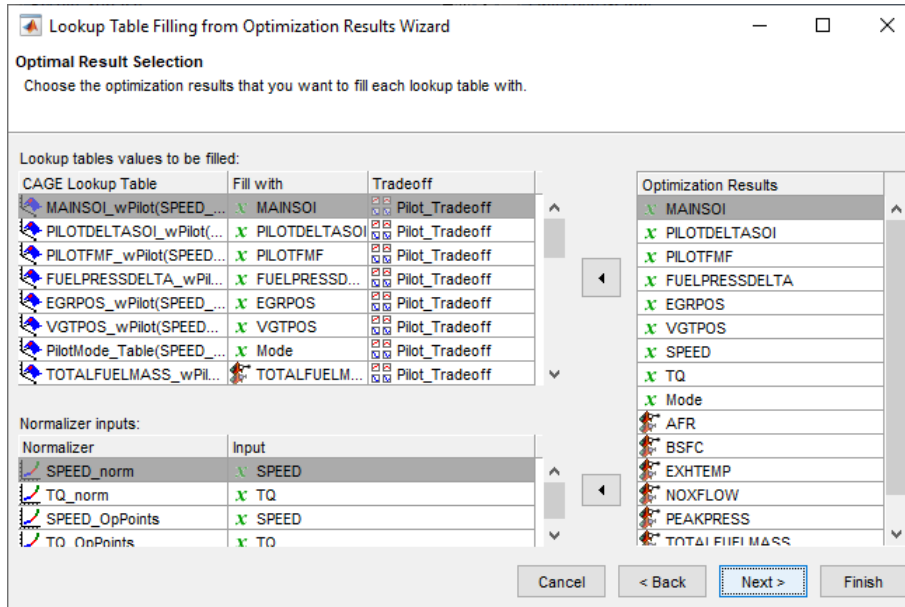 Lookup Table Filling from Optimization Results Wizard
Optimal Result Selection
Choose the optimization results that you want to fill each lookup table with.
Lookup tables values to be filled:
CAGE Lookup Table Fill with Tradeoff
MAINSOI_wPilot(SPEED_... x MAINSOI Pilot_Tradeoff
PILOTDELTASOI_wPilot(... x PILOTDELTASOI Pilot_Tradeoff
PILOTFMF_wPilot(SPEED... x PILOTFMF Pilot_Tradeoff
FUELPRESSDELTA_wPil... x FUELPRESSD... Pilot_Tradeoff
EGRPOS_wPilot(SPEED_... x EGRPOS Pilot_Tradeoff
VGTPOS_wPilot(SPEED... x VGTPOS Pilot_Tradeoff
PilotMode_Table(SPEED_... x Mode Pilot_Tradeoff
TOTALFUELMASS_wPil... TOTALFUELM... Pilot_Tradeoff
Normalizer inputs:
Normalizer Input
SPEED_norm x SPEED
TQ_norm x TQ
SPEED_OpPoints x SPEED
TQ_OpPoints x TQ
Optimization Results
x MAINSOI
x PILOTDELTASOI
x PILOTFMF
x FUELPRESSDELTA
x EGRPOS
x VGTPOS
x SPEED
x TQ
x Mode
AFR
BSFC
EXHTEMP
NOXFLOW
PEAKPRESS
TOTALFUELMASS
Cancel < Back Next > Finish